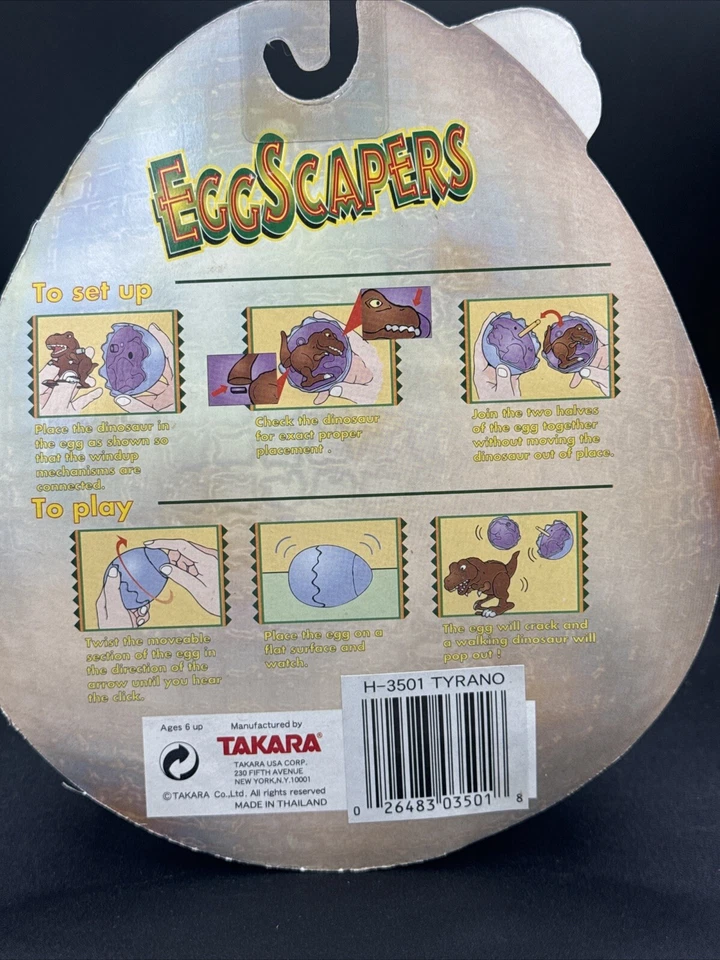 EGGSCAPERS
To set up
Place the dinosaur in
the egg as shown so
that the windup
mechanisms are
connected.
Check the dinosaur
for exact proper
placement .
Join the two halves
of the egg together
without moving the
dinosaur out of place.
To play
Twist the moveable
section of the egg in
the direction of the
arrow until you hear
the click.
Place the egg on a
flat surface and
watch.
The egg will crack and
a walking dinosaur will
pop out !
Ages 6 up
Manufactured by
TAKARA®
TAKARA USA CORP.
230 FIFTH AVENUE
NEW YORK,N.Y.10001
©TAKARA Co.,Ltd. All rights reserved
MADE IN THAILAND
H-3501 TYRANO
0 26483 03501 8